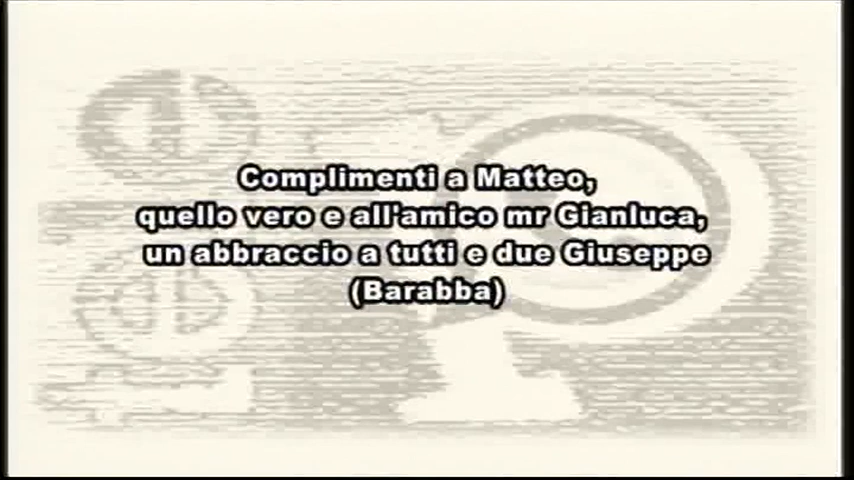 Complimenti a Matteo,
quello vero e all'amico mr Gianluca,
un abbraccio a tutti e due Giuseppe
(Barabba)